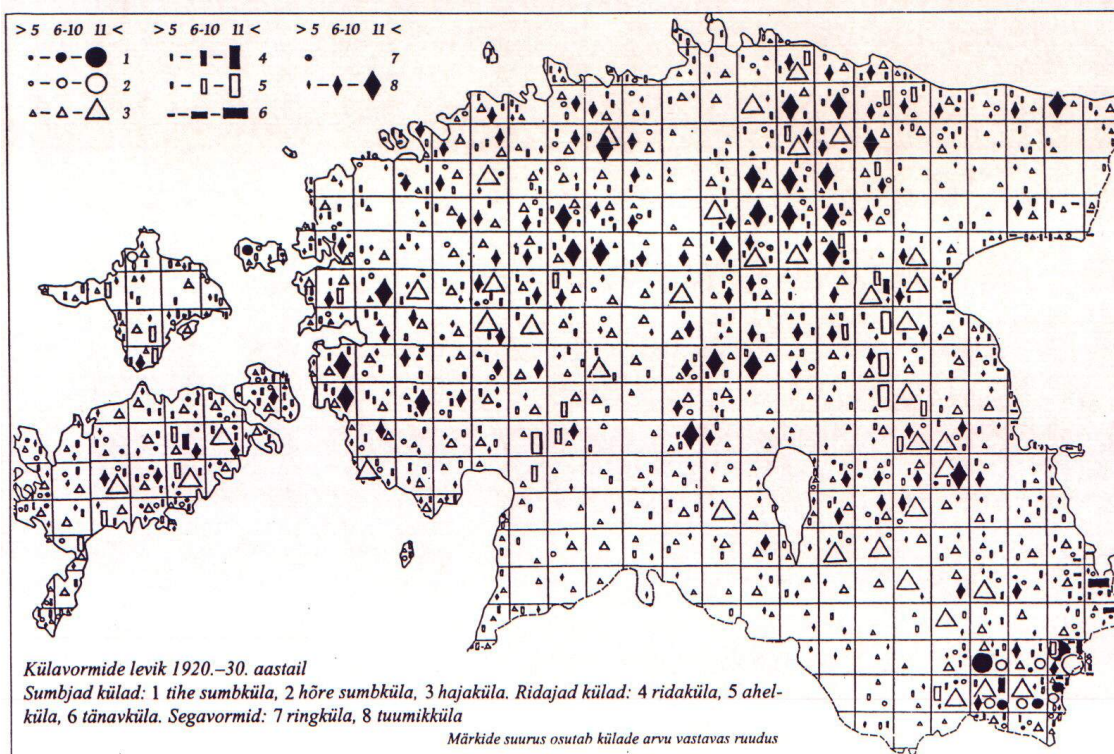 > 5 6-10 11 < > 5 6-10 11 < > 5 6-10 11 <
1 4 7
2 5 8
3 6
Külavormide levik 1920.–30. aastail
Sumbjad külad: 1 tihe sumbküla, 2 hõre sumbküla, 3 hajaküla. Ridajad külad: 4 ridaküla, 5 ahel-
küla, 6 tänavküla. Segavormid: 7 ringküla, 8 tuumikküla
Märkide suurus osutab külade arvu vastavas ruudus